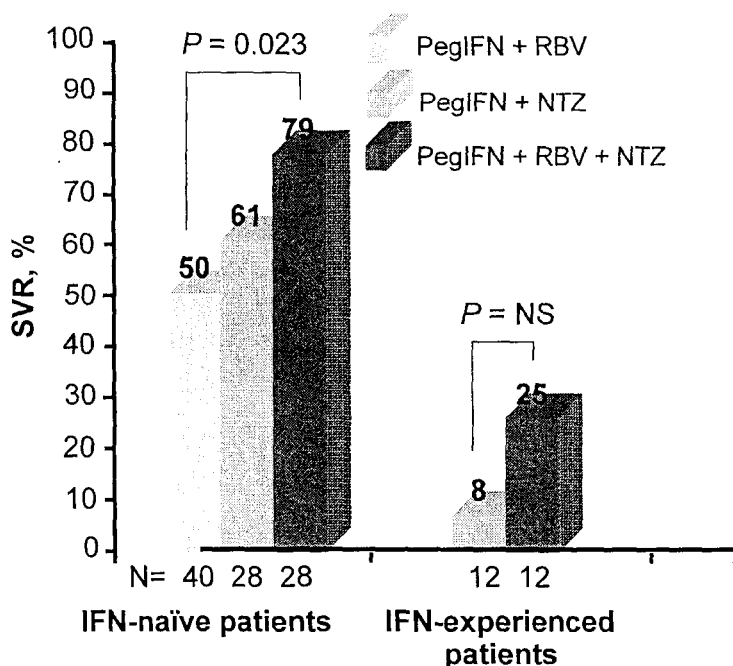 100
90
80
70
60
50
40
30
20
10
0
SVR, %
P = 0.023
PegIFN + RBV
PegIFN + NTZ
PegIFN + RBV + NTZ
50
61
79
P = NS
8
25
N= 40 28 28
12 12
IFN-naïve patients
IFN-experienced
patients